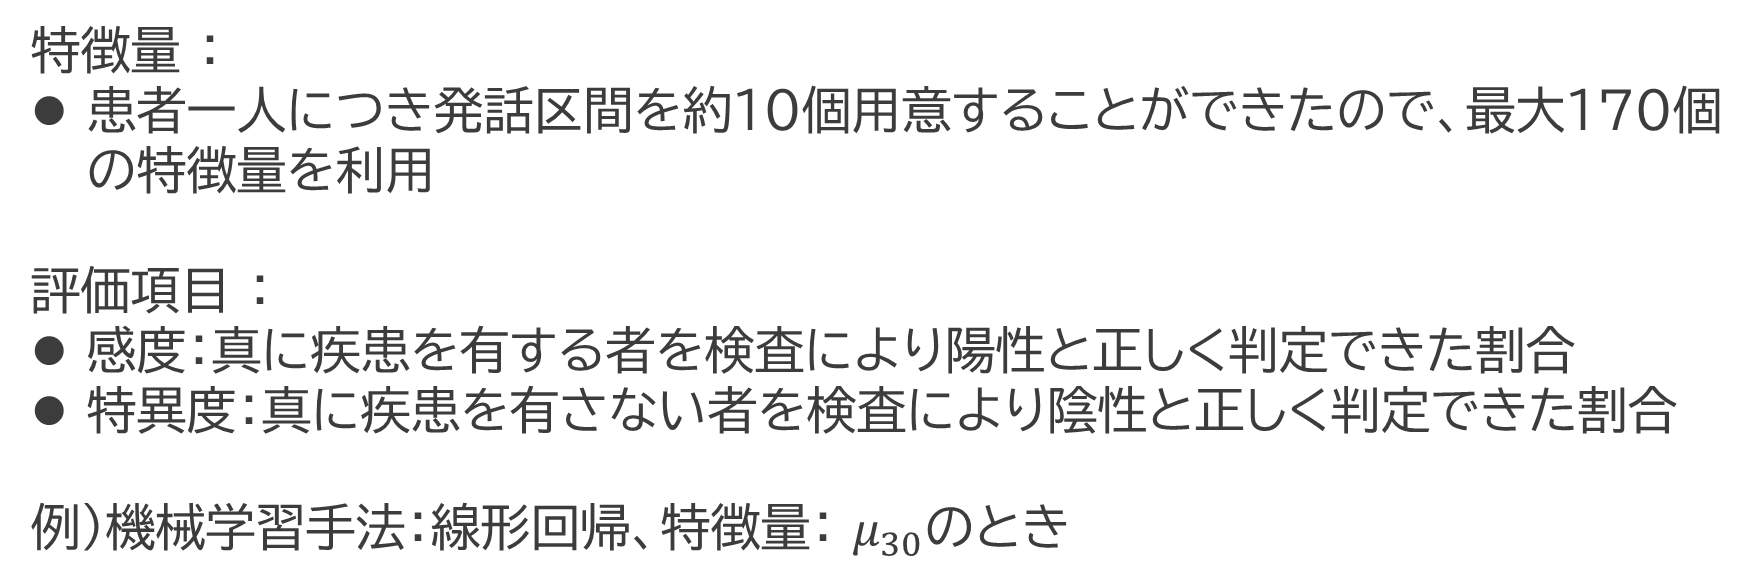 特徴量：
● 患者一人につき発話区間を約10個用意することができたので、最大170個
の特徴量を利用
評価項目：
● 感度：真に疾患を有する者を検査により陽性と正しく判定できた割合
● 特異度：真に疾患を有さない者を検査により陰性と正しく判定できた割合
例）機械学習手法：線形回帰、特徴量： 𝜇₃₀のとき